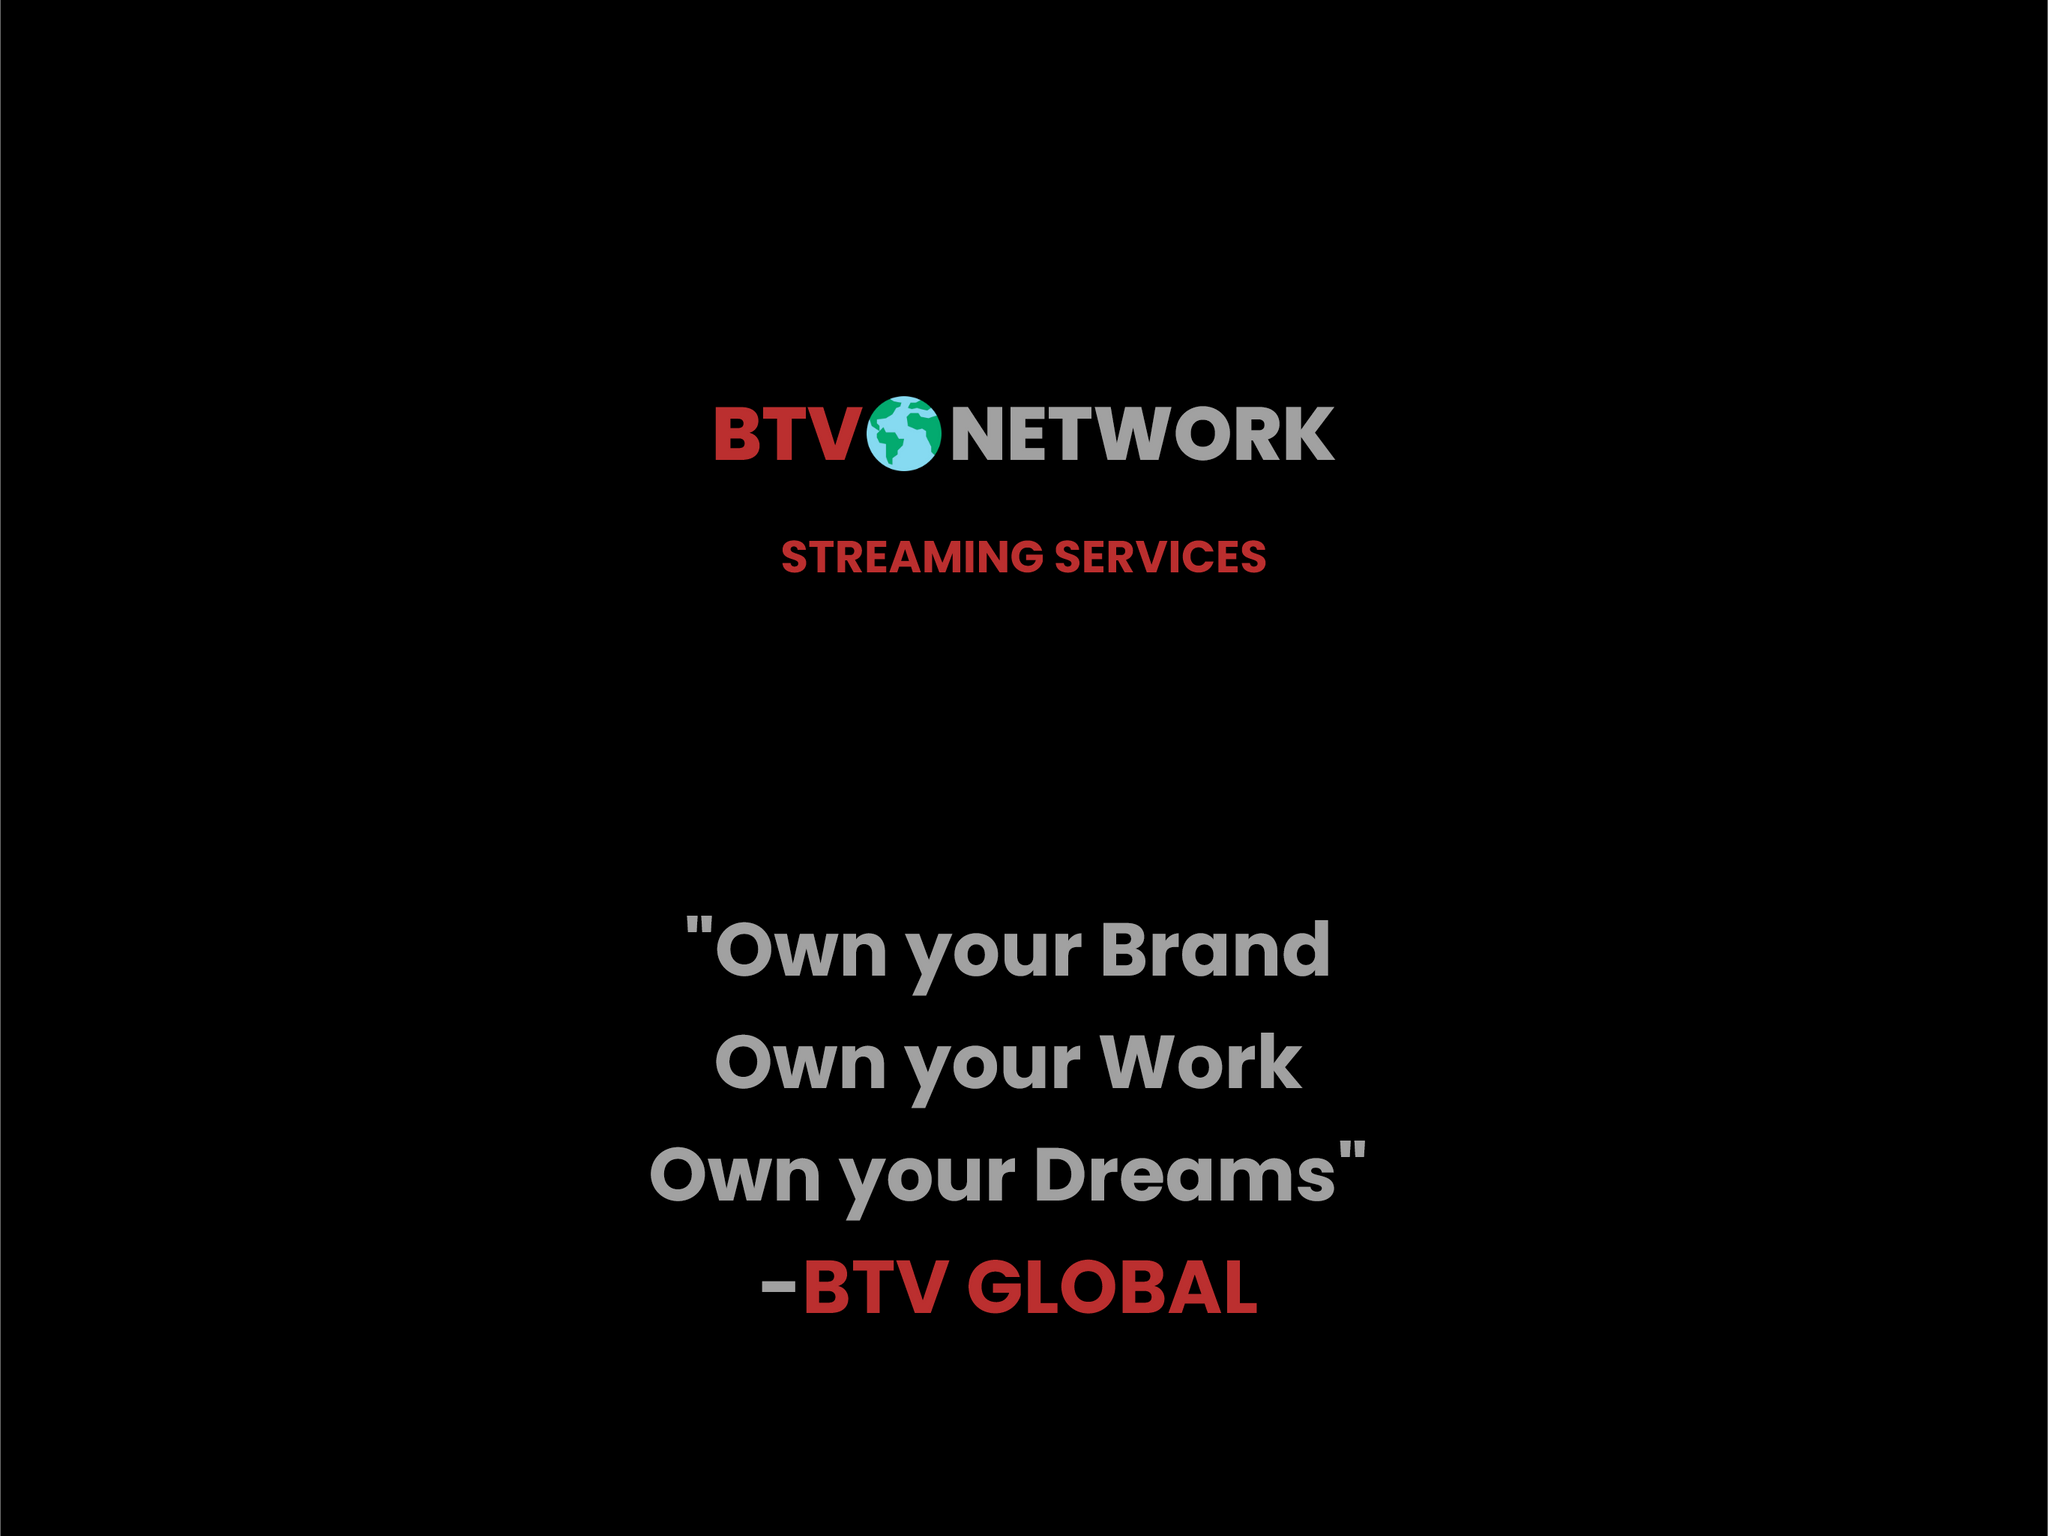 BTV NETWORK
STREAMING SERVICES
"Own your Brand
Own your Work
Own your Dreams"
-BTV GLOBAL